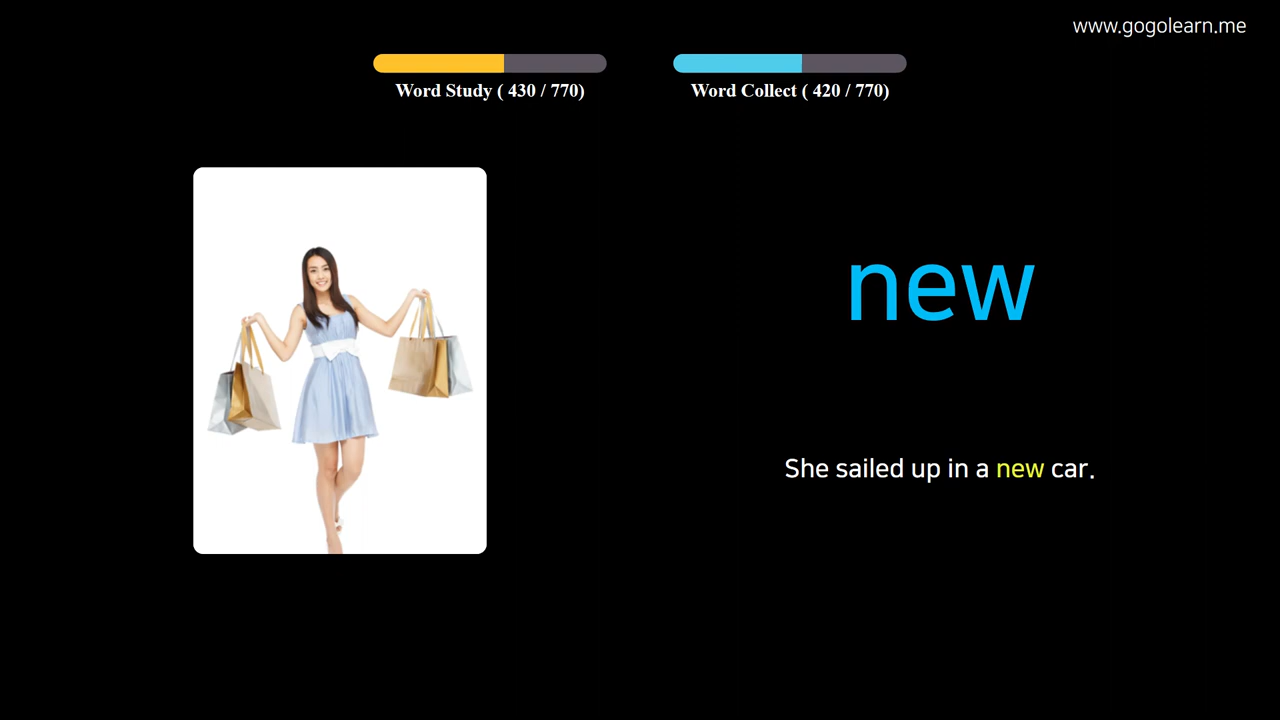 www.gogolearn.me
Word Study ( 430 / 770)
Word Collect ( 420 / 770)
new
She sailed up in a new car.